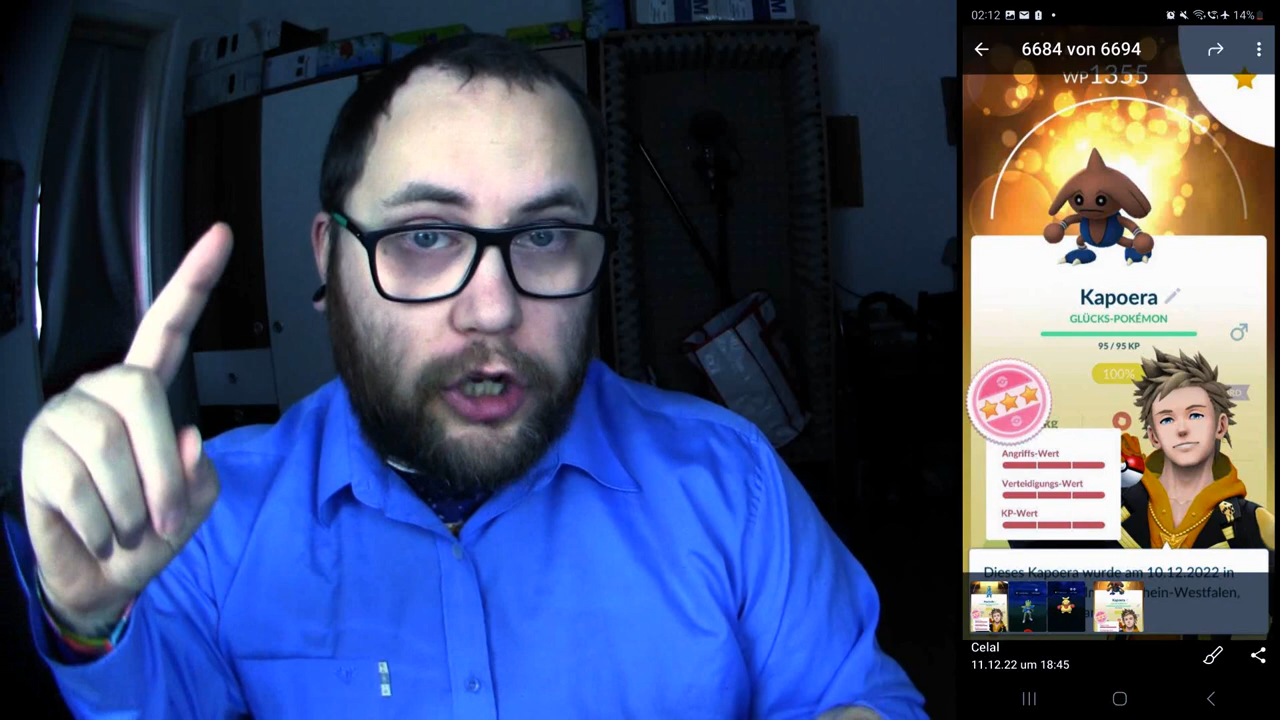 02:12
14%
6684 von 6694
WP1355
Kapoera
GLÜCKS-POKÉMON
95 / 95 KP
100%
kg
Angriffs-Wert
Verteidigungs-Wert
KP-Wert
Dieses Kapoera wurde am 10.12.2022 in
hein-Westfalen,
Celal
11.12.22 um 18:45